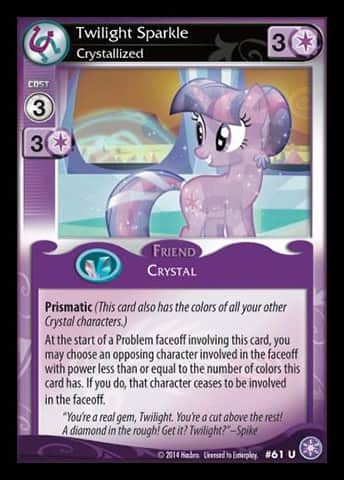 Twilight Sparkle
Crystallized
3
COST
3
3
FRIEND
CRYSTAL
Prismatic (This card also has the colors of all your other
Crystal characters.)
At the start of a Problem faceoff involving this card, you
may choose an opposing character involved in the faceoff
with power less than or equal to the number of colors this
card has. If you do, that character ceases to be involved
in the faceoff.
“You're a real gem, Twilight. You're a cut above the rest!
A diamond in the rough! Get it? Twilight?”–Spike
© 2014 Hasbro. Licensed to Enterplay. #61 U